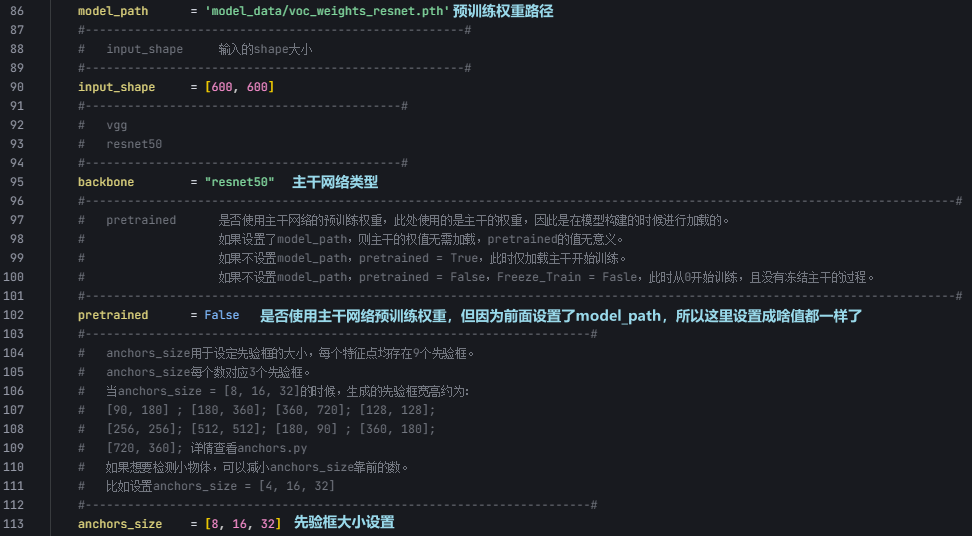 86 model_path = 'model_data/voc_weights_resnet.pth' 预训练权重路径
87 #------------------------------------------------------#
88 # input_shape 输入的shape大小
89 #------------------------------------------------------#
90 input_shape = [600, 600]
91 #---------------------------------------------#
92 # vgg
93 # resnet50
94 #---------------------------------------------#
95 backbone = "resnet50" 主干网络类型
96 #----------------------------------------------------------------------------------------------------------------------------#
97 # pretrained 是否使用主干网络的预训练权重，此处使用的是主干的权重，因此是在模型构建的时候进行加载的。
98 # 如果设置了model_path，则主干的权值无需加载，pretrained的值无意义。
99 # 如果不设置model_path，pretrained = True，此时仅加载主干开始训练。
100 # 如果不设置model_path，pretrained = False，Freeze_Train = Fasle，此时从0开始训练，且没有冻结主干的过程。
101 #----------------------------------------------------------------------------------------------------------------------------#
102 pretrained = False 是否使用主干网络预训练权重，但因为前面设置了model_path，所以这里设置成啥值都一样了
103 #------------------------------------------------------------------------#
104 # anchors_size用于设定先验框的大小，每个特征点均存在9个先验框。
105 # anchors_size每个数对应3个先验框。
106 # 当anchors_size = [8, 16, 32]的时候，生成的先验框宽高约为：
107 # [90, 180] ; [180, 360]; [360, 720]; [128, 128];
108 # [256, 256]; [512, 512]; [180, 90] ; [360, 180];
109 # [720, 360]; 详情查看anchors.py
110 # 如果想要检测小物体，可以减小anchors_size靠前的数。
111 # 比如设置anchors_size = [4, 16, 32]
112 #------------------------------------------------------------------------#
113 anchors_size = [8, 16, 32] 先验框大小设置